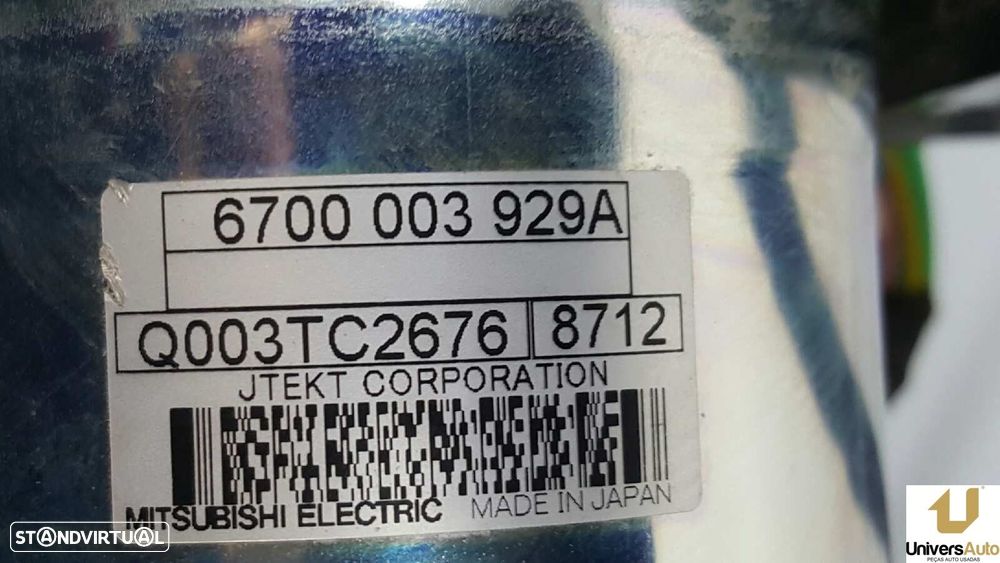 6700 003 929A
Q003TC2676 8712
JTEKT CORPORATION
MITSUBISHI ELECTRIC MADE IN JAPAN
STANDVIRTUAL
UniversAuto
PEÇAS AUTO USADAS